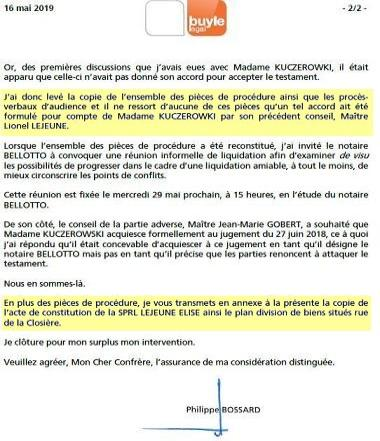 16 mai 2019
buyle
legal
- 2/2 -
Or, des premières discussions que j'avais eues avec Madame KUCZEROWKI, il était
apparu que celle-ci n'avait pas donné son accord pour accepter le testament.
J'ai donc levé la copie de l'ensemble des pièces de procédure ainsi que les procès-
verbaux d'audience et il ne ressort d'aucune de ces pièces qu'un tel accord ait été
formulé pour compte de Madame KUCZEROWKI par son précédent conseil, Maître
Lionel LEJEUNE.
Lorsque l'ensemble des pièces de procédure a été reconstitué, j'ai invité le notaire
BELLOTTO à convoquer une réunion informelle de liquidation afin d'examiner de visu
les possibilités de progresser dans le cadre d'une liquidation amiable, à tout le moins, de
mieux circonscrire les points de conflits.
Cette réunion est fixée le mercredi 29 mai prochain, à 15 heures, en l'étude du notaire
BELLOTTO.
De son côté, le conseil de la partie adverse, Maître Jean-Marie GOBERT, a souhaité que
Madame KUCZEROWSKI acquiesce formellement au jugement du 27 juin 2018, ce à quoi
j'ai répondu qu'il était concevable d'acquiescer à ce jugement en tant qu'il désigne le
notaire BELLOTTO mais pas en tant qu'il précise que les parties renoncent à attaquer le
testament.
Nous en sommes-là.
En plus des pièces de procédure, je vous transmets en annexe à la présente la copie de
l'acte de constitution de la SPRL LEJEUNE ELISE ainsi le plan division de biens situés rue
de la Closière.
Je clôture pour mon surplus mon intervention.
Veuillez agréer, Mon Cher Confrère, l'assurance de ma considération distinguée.
Philippe BOSSARD